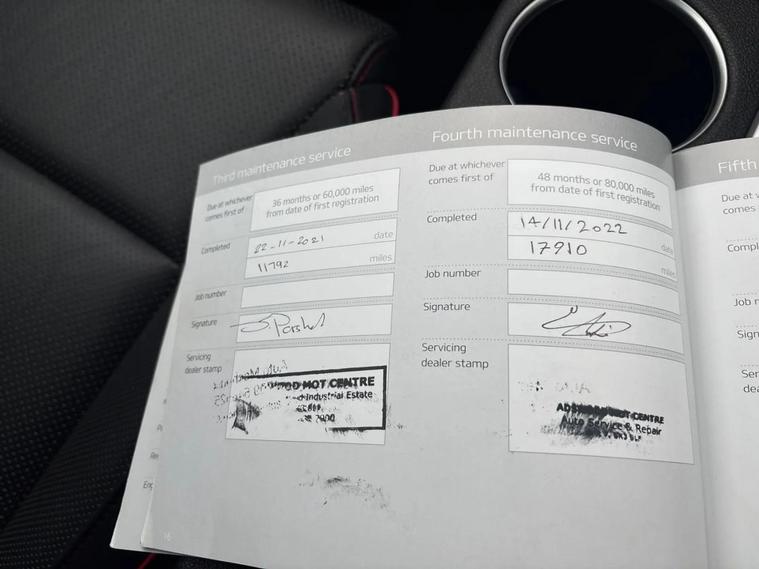 Third maintenance service
Due at whichever
comes first of
36 months or 60,000 miles
from date of first registration
Completed
22-11-2021
date
11792
miles
Job number
Signature
Servicing
dealer stamp
MOT CENTRE
Industrial Estate
16
Fourth maintenance service
Due at whichever
comes first of
48 months or 80,000 miles
from date of first registration
Completed
14/11/2022
date
17910
miles
Job number
Signature
Servicing
dealer stamp
CENTRE
Auto Service & Repair
Fifth
Due at
comes
Compl
Job n
Sign
Ser
dea